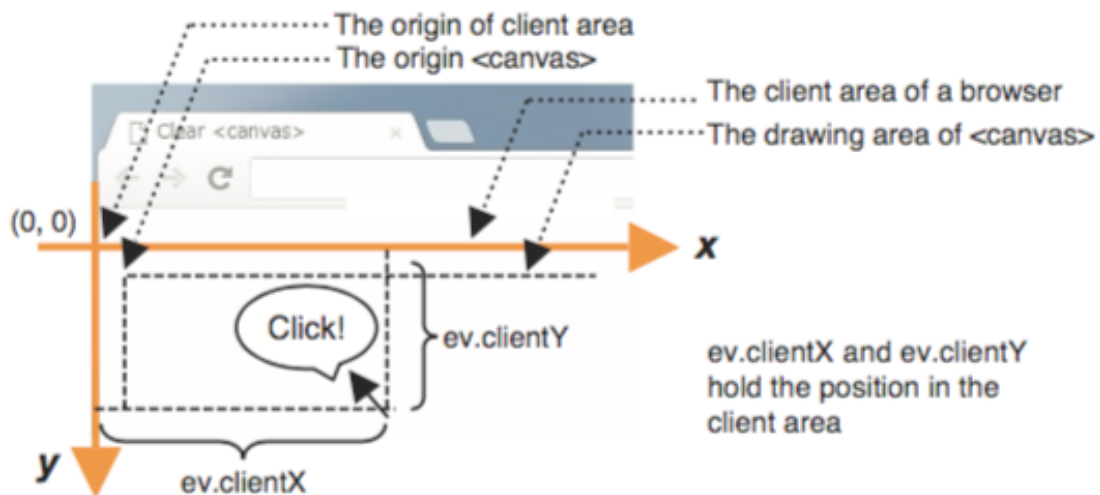 The origin of client area
The origin <canvas>
The client area of a browser
The drawing area of <canvas>
Clear <canvas>
(0, 0)
x
Click!
ev.clientY
ev.clientX and ev.clientY
hold the position in the
client area
y
ev.clientX